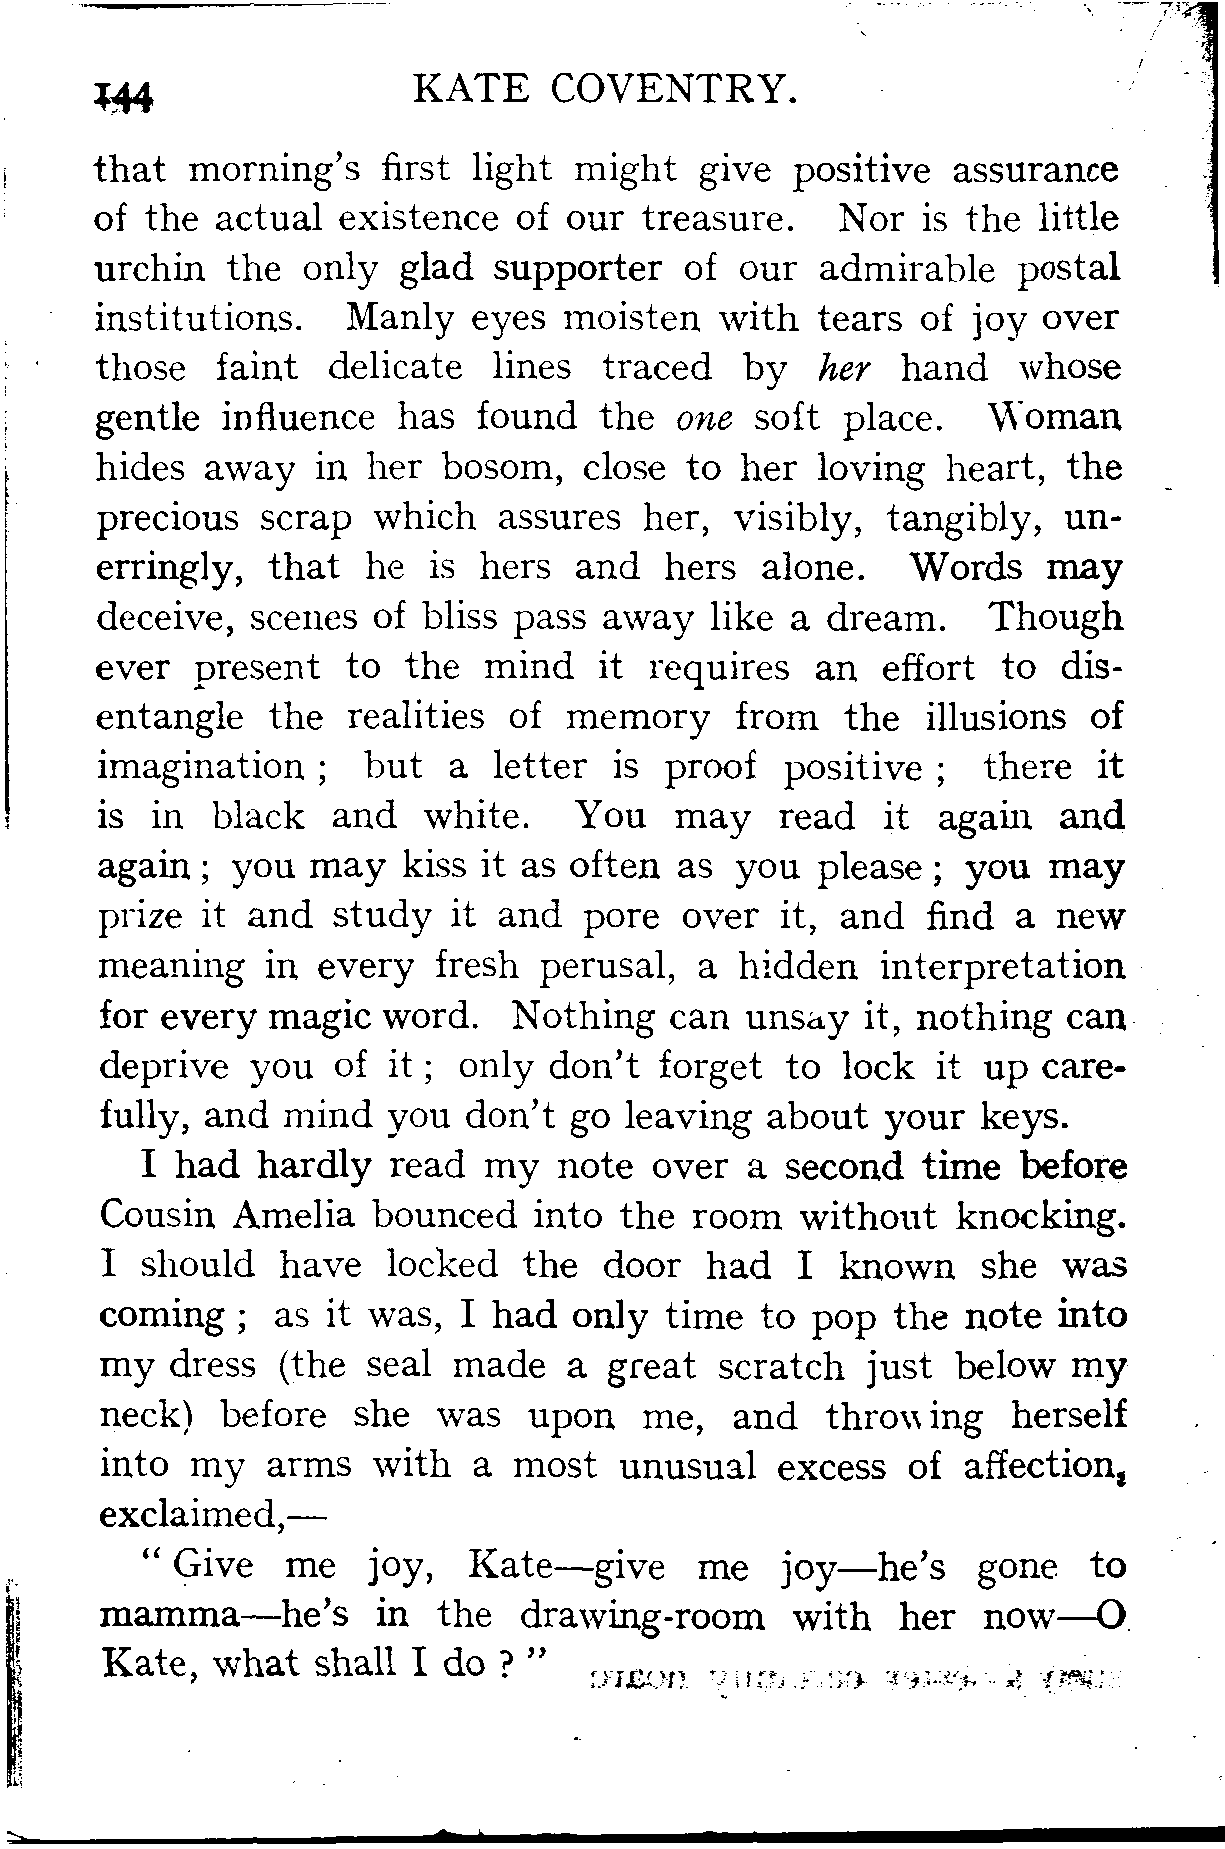 144 KATE COVENTRY.
that morning's first light might give positive assurance
of the actual existence of our treasure. Nor is the little
urchin the only glad supporter of our admirable postal
institutions. Manly eyes moisten with tears of joy over
those faint delicate lines traced by her hand whose
gentle influence has found the one soft place. Woman
hides away in her bosom, close to her loving heart, the
precious scrap which assures her, visibly, tangibly, un-
erringly, that he is hers and hers alone. Words may
deceive, scenes of bliss pass away like a dream. Though
ever present to the mind it requires an effort to dis-
entangle the realities of memory from the illusions of
imagination ; but a letter is proof positive ; there it
is in black and white. You may read it again and
again ; you may kiss it as often as you please ; you may
prize it and study it and pore over it, and find a new
meaning in every fresh perusal, a hidden interpretation
for every magic word. Nothing can unsay it, nothing can
deprive you of it ; only don't forget to lock it up care-
fully, and mind you don't go leaving about your keys.
I had hardly read my note over a second time before
Cousin Amelia bounced into the room without knocking.
I should have locked the door had I known she was
coming ; as it was, I had only time to pop the note into
my dress (the seal made a great scratch just below my
neck) before she was upon me, and throwing herself
into my arms with a most unusual excess of affection,
exclaimed,—
" Give me joy, Kate—give me joy—he's gone to
mamma—he's in the drawing-room with her now—O
Kate, what shall I do ? "